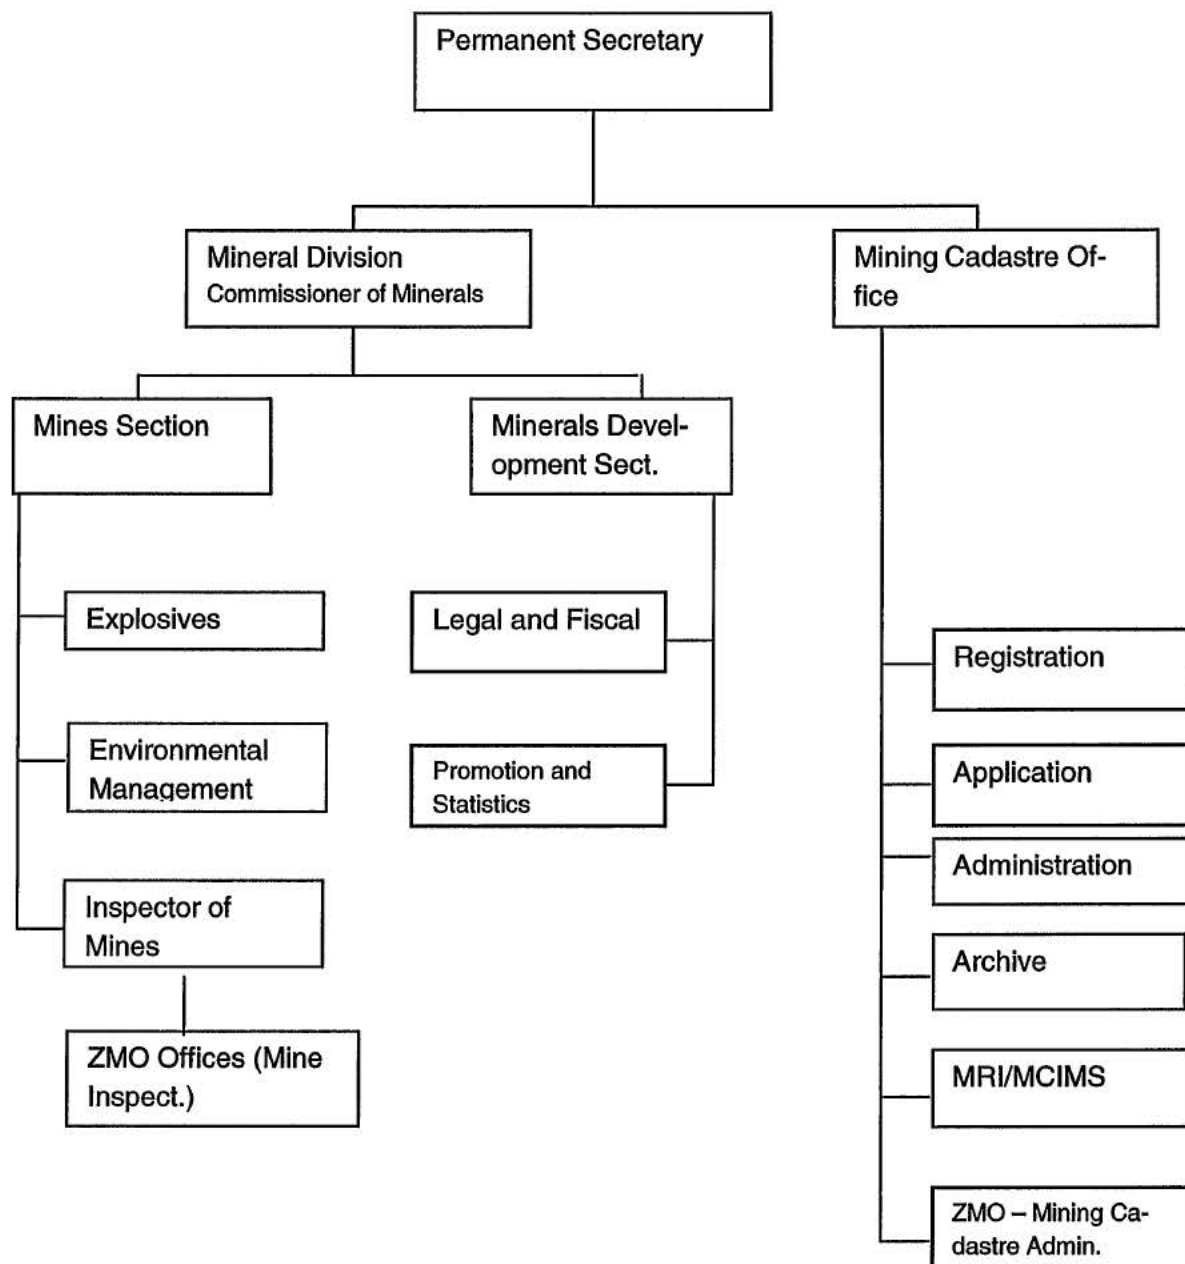 Permanent Secretary
Mineral Division
Commissioner of Minerals
Mining Cadastre Of-
fice
Mines Section
Minerals Devel-
opment Sect.
Explosives
Legal and Fiscal
Registration
Environmental
Management
Promotion and
Statistics
Application
Administration
Inspector of
Mines
Archive
ZMO Offices (Mine
Inspect.)
MRI/MCIMS
ZMO – Mining Ca-
dastre Admin.